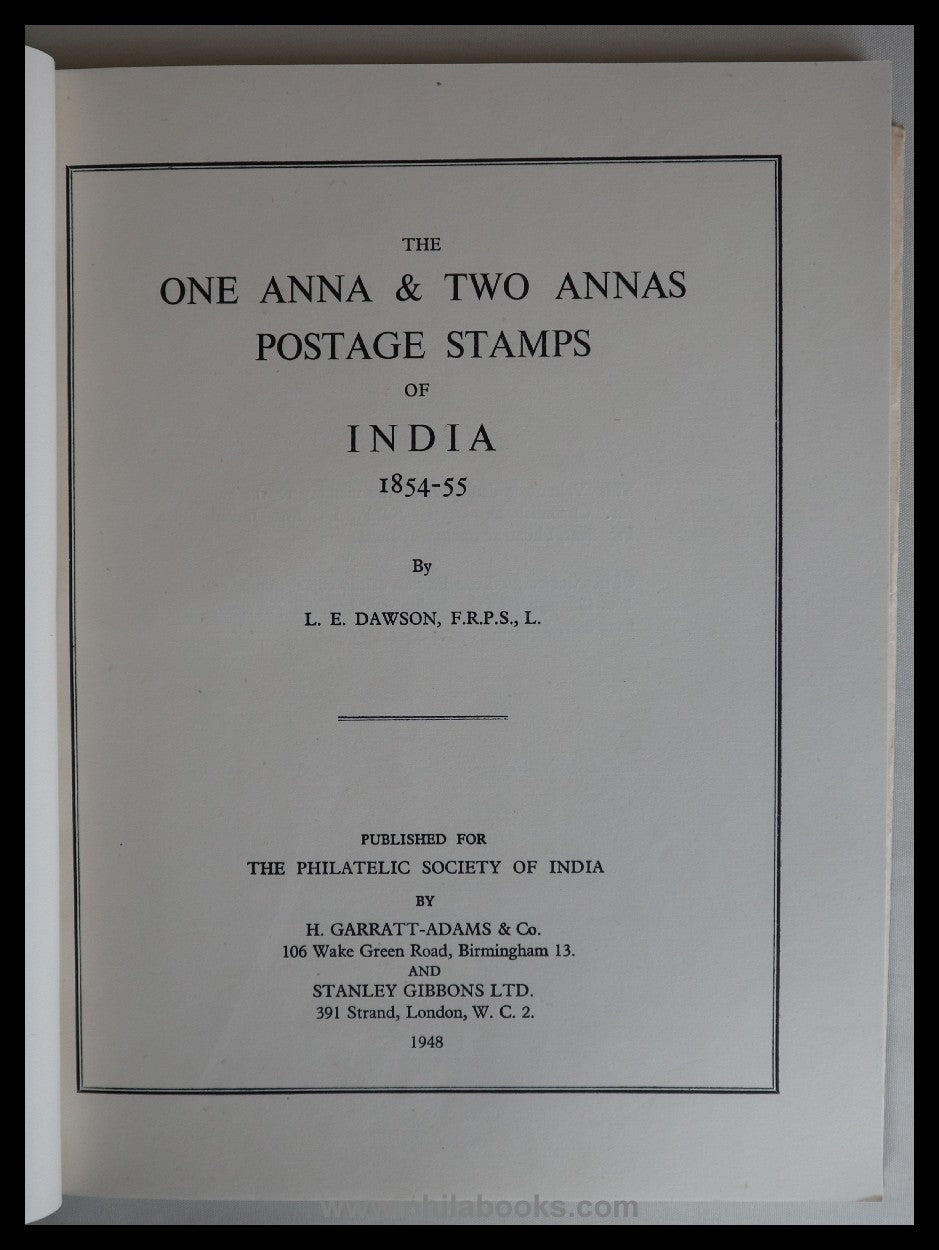 THE
ONE ANNA & TWO ANNAS
POSTAGE STAMPS
OF
INDIA
1854-55
By
L. E. DAWSON, F.R.P.S., L.
PUBLISHED FOR
THE PHILATELIC SOCIETY OF INDIA
BY
H. GARRATT-ADAMS & Co.
106 Wake Green Road, Birmingham 13.
AND
STANLEY GIBBONS LTD.
391 Strand, London, W. C. 2.
1948
www.philabooks.com